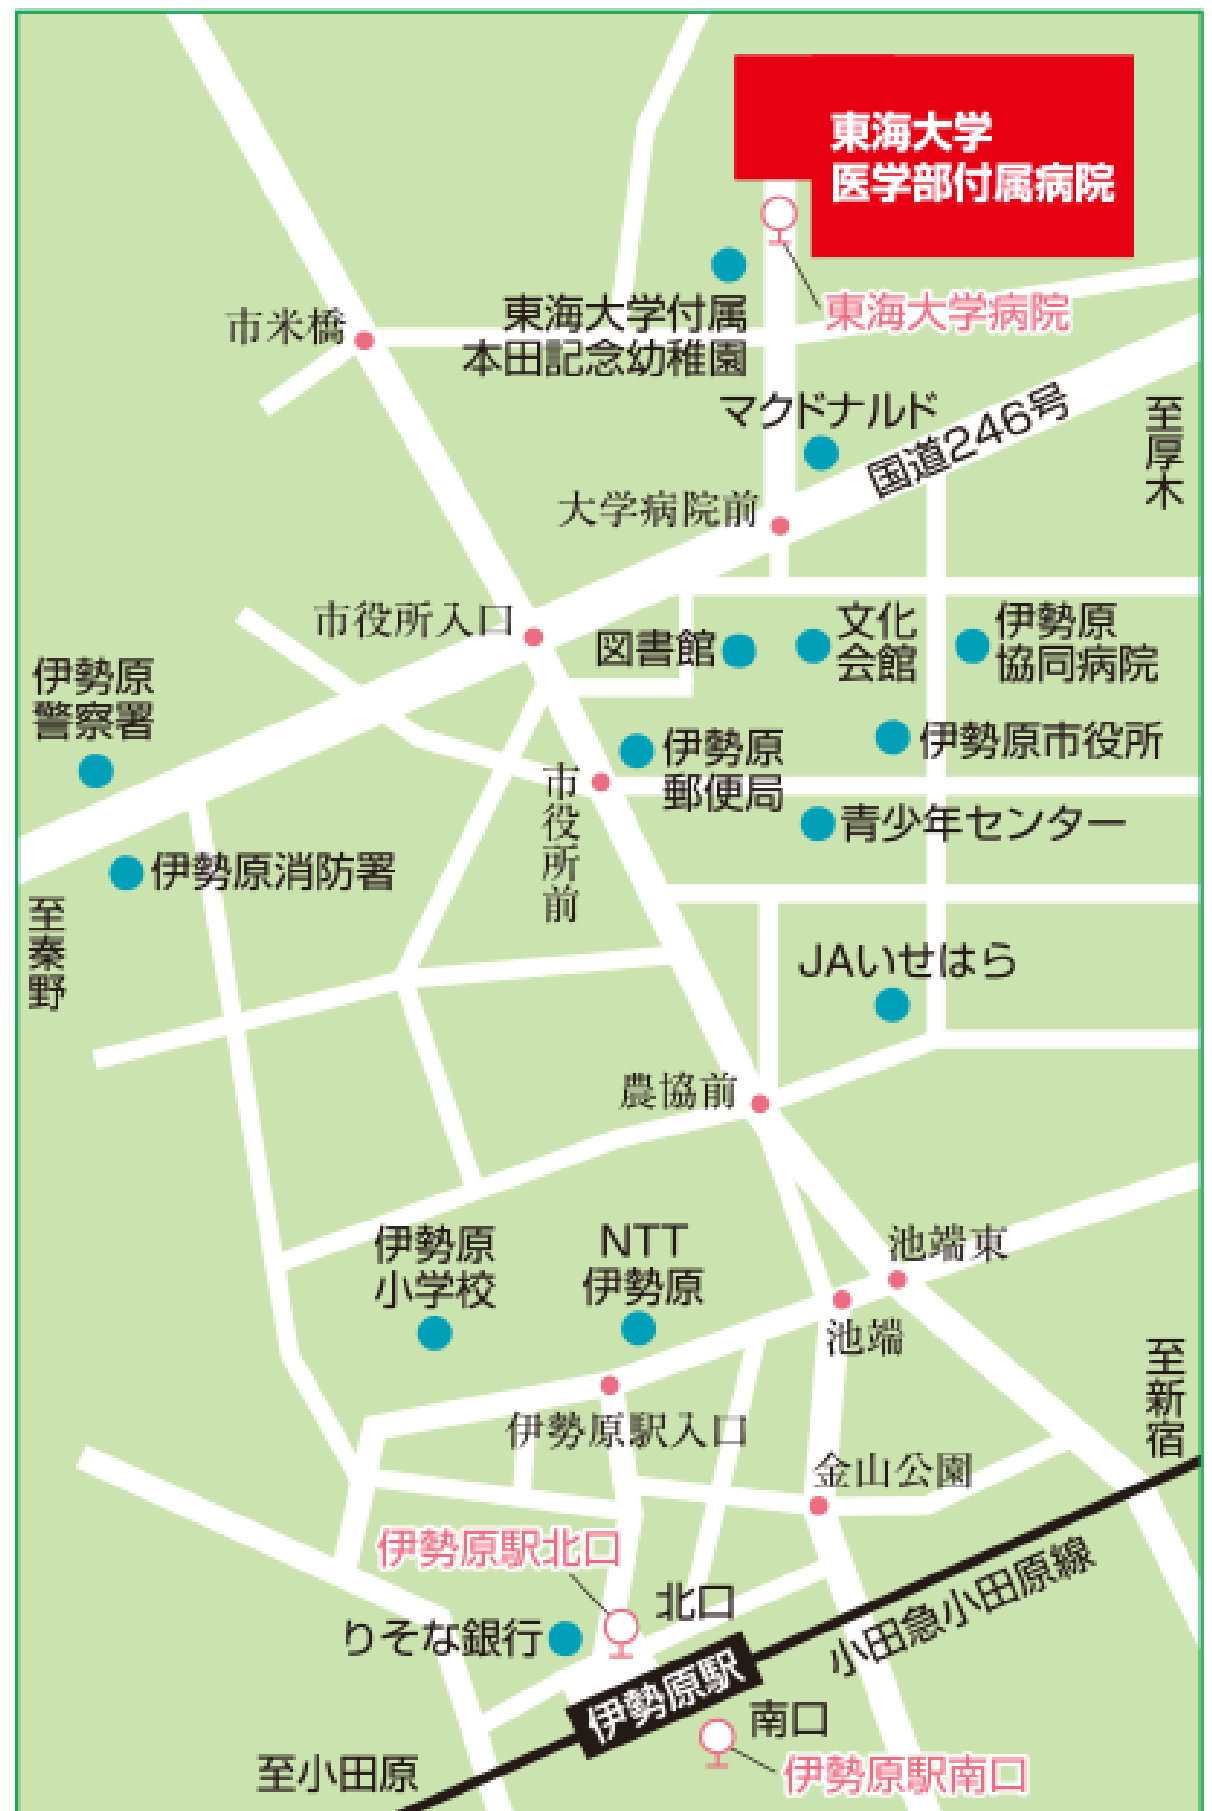 東海大学
医学部付属病院
東海大学病院
東海大学付属
本田記念幼稚園
市米橋
マクドナルド
国道246号
至厚木
大学病院前
市役所入口
図書館
文化
会館
伊勢原
協同病院
伊勢原
警察署
伊勢原市役所
伊勢原
郵便局
市役所前
青少年センター
伊勢原消防署
至秦野
JAいせはら
農協前
伊勢原
小学校
NTT
伊勢原
池端東
池端
至新宿
伊勢原駅入口
金山公園
伊勢原駅北口
北口
りそな銀行
小田急小田原線
伊勢原駅
南口
伊勢原駅南口
至小田原